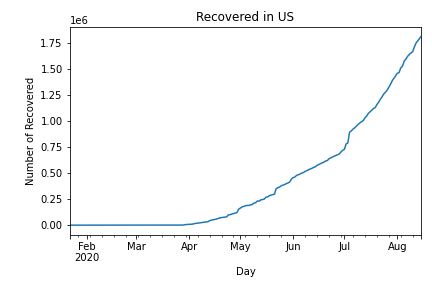 Recovered in US
1e6
1.75
1.50
1.25
1.00
0.75
0.50
0.25
0.00
Number of Recovered
Feb Mar Apr May Jun Jul Aug
2020
Day